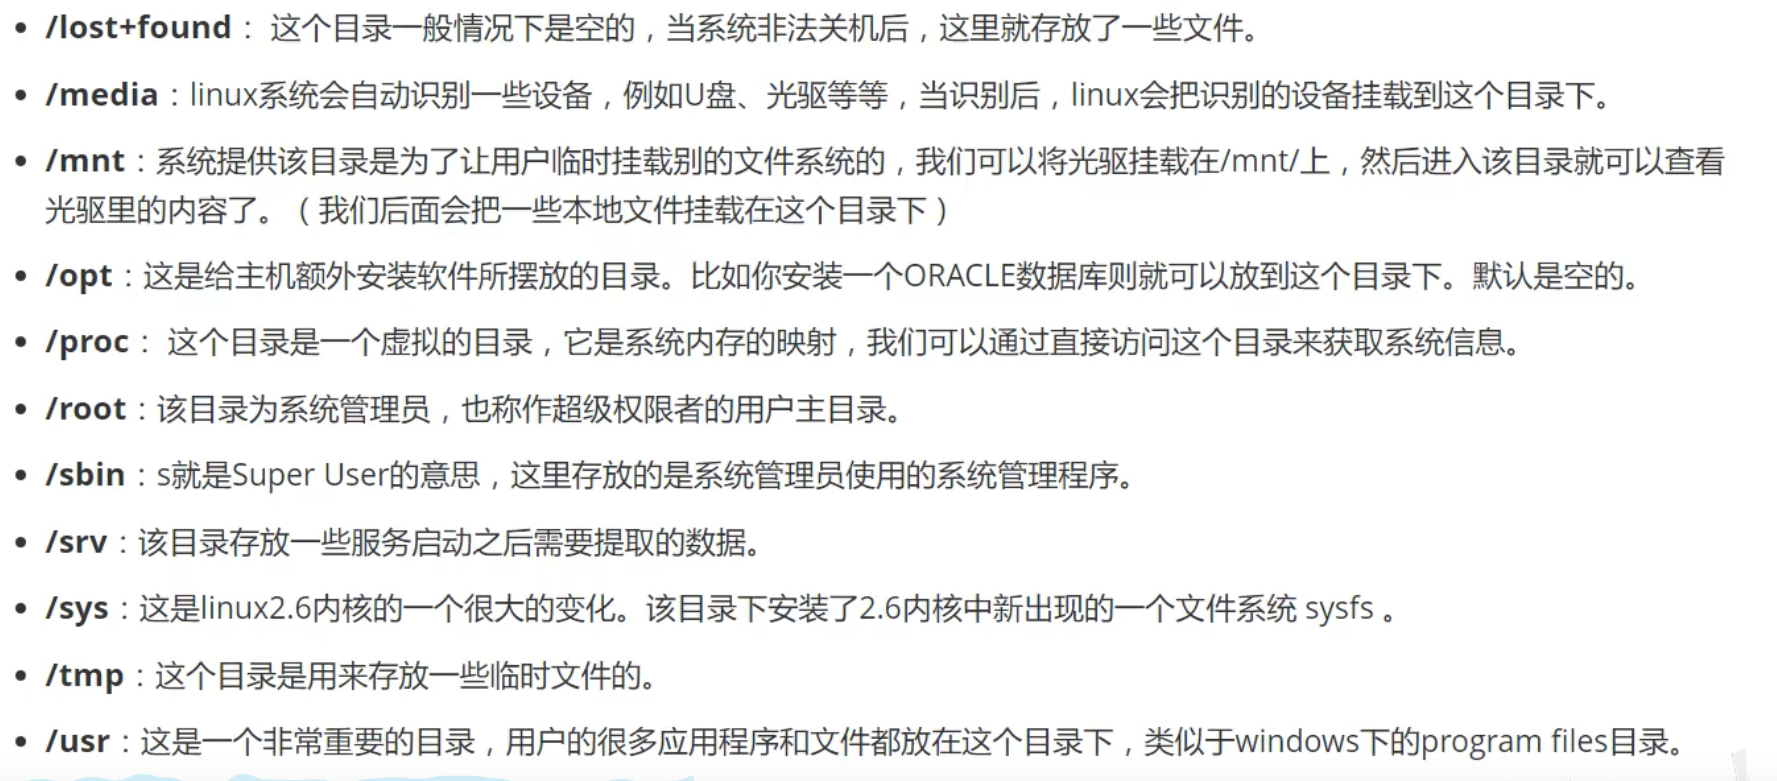 • /lost+found： 这个目录一般情况下是空的，当系统非法关机后，这里就存放了一些文件。
• /media：linux系统会自动识别一些设备，例如U盘、光驱等等，当识别后，linux会把识别的设备挂载到这个目录下。
• /mnt：系统提供该目录是为了让用户临时挂载别的文件系统的，我们可以将光驱挂载在/mnt/上，然后进入该目录就可以查看
光驱里的内容了。（我们后面会把一些本地文件挂载在这个目录下）
• /opt：这是给主机额外安装软件所摆放的目录。比如你安装一个ORACLE数据库则就可以放到这个目录下。默认是空的。
• /proc： 这个目录是一个虚拟的目录，它是系统内存的映射，我们可以通过直接访问这个目录来获取系统信息。
• /root：该目录为系统管理员，也称作超级权限者的用户主目录。
• /sbin：s就是Super User的意思，这里存放的是系统管理员使用的系统管理程序。
• /srv：该目录存放一些服务启动之后需要提取的数据。
• /sys：这是linux2.6内核的一个很大的变化。该目录下安装了2.6内核中新出现的一个文件系统 sysfs 。
• /tmp：这个目录是用来存放一些临时文件的。
• /usr：这是一个非常重要的目录，用户的很多应用程序和文件都放在这个目录下，类似于windows下的program files目录。